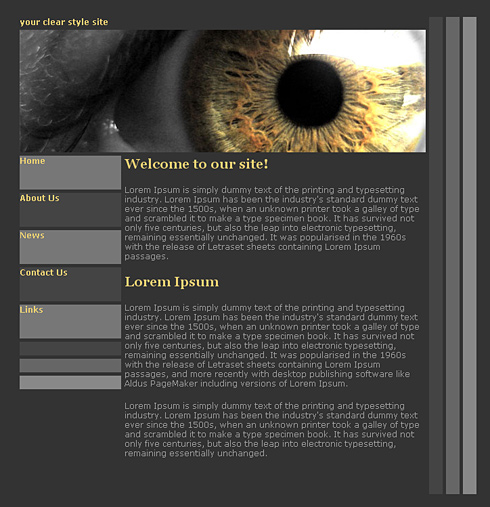 your clear style site
Home
About Us
News
Contact Us
Links
Welcome to our site!
Lorem Ipsum is simply dummy text of the printing and typesetting
industry. Lorem Ipsum has been the industry's standard dummy text
ever since the 1500s, when an unknown printer took a galley of type
and scrambled it to make a type specimen book. It has survived not
only five centuries, but also the leap into electronic typesetting,
remaining essentially unchanged. It was popularised in the 1960s
with the release of Letraset sheets containing Lorem Ipsum
passages.
Lorem Ipsum
Lorem Ipsum is simply dummy text of the printing and typesetting
industry. Lorem Ipsum has been the industry's standard dummy text
ever since the 1500s, when an unknown printer took a galley of type
and scrambled it to make a type specimen book. It has survived not
only five centuries, but also the leap into electronic typesetting,
remaining essentially unchanged. It was popularised in the 1960s
with the release of Letraset sheets containing Lorem Ipsum
passages, and more recently with desktop publishing software like
Aldus PageMaker including versions of Lorem Ipsum.
Lorem Ipsum is simply dummy text of the printing and typesetting
industry. Lorem Ipsum has been the industry's standard dummy text
ever since the 1500s, when an unknown printer took a galley of type
and scrambled it to make a type specimen book. It has survived not
only five centuries, but also the leap into electronic typesetting,
remaining essentially unchanged.